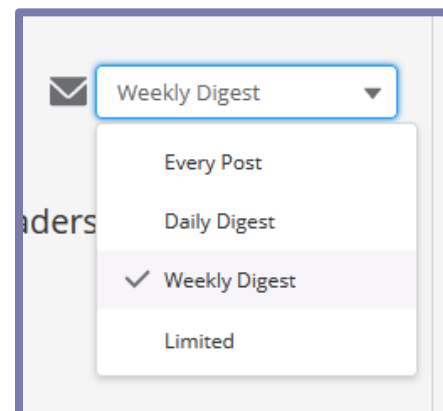 Weekly Digest
Every Post
aders
Daily Digest
Weekly Digest
Limited